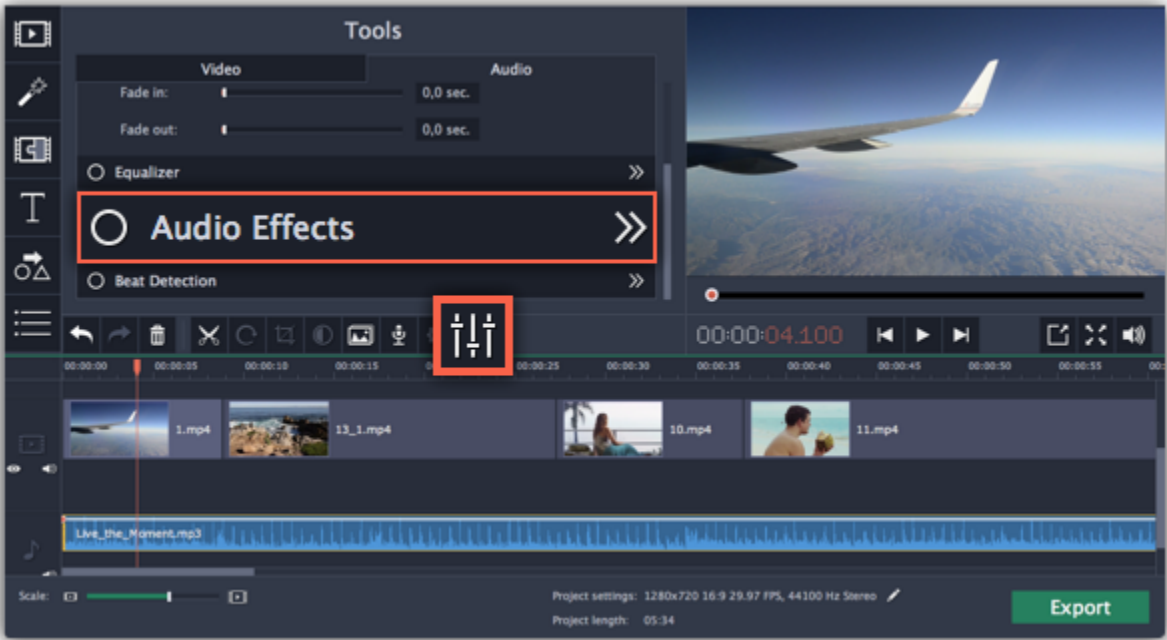 Tools
Video
Audio
Fade in:
0,0 sec.
Fade out:
0,0 sec.
Equalizer
Audio Effects
Beat Detection
T
00:00:04.100
00:00:00
00:00:05
00:00:10
00:00:15
00:00:25
00:00:30
00:00:35
00:00:40
00:00:45
00:00:50
00:00:55
00:
1.mp4
13_1.mp4
10.mp4
11.mp4
Live_the_Moment.mp3
Scale:
Project settings: 1280x720 16:9 29.97 FPS, 44100 Hz Stereo
Project length: 05:34
Export